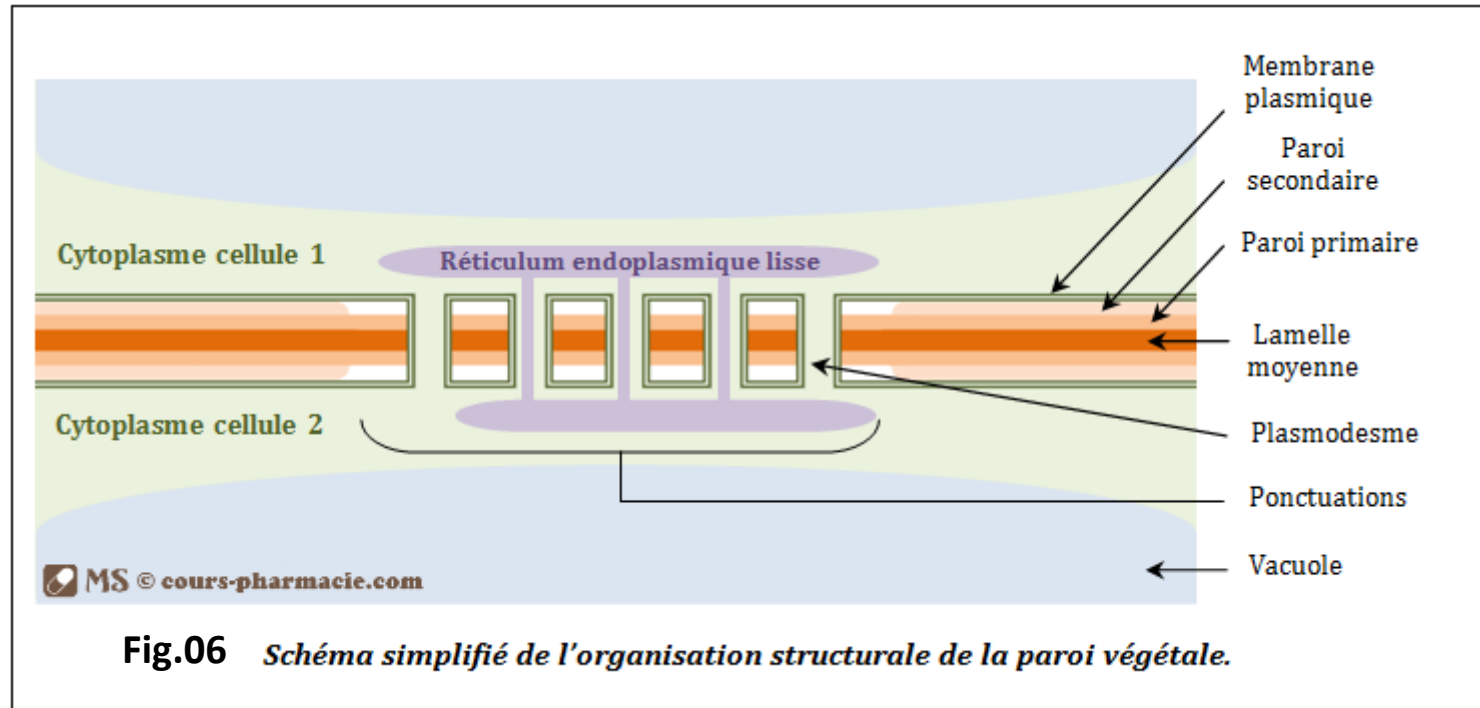 Membrane
plasmique
Paroi
secondaire
Paroi primaire
Lamelle
moyenne
Plasmodesme
Ponctuations
Vacuole
Cytoplasme cellule 1
Réticulum endoplasmique lisse
Cytoplasme cellule 2
MS © cours-pharmacie.com
Fig.06 Schéma simplifié de l'organisation structurale de la paroi végétale.